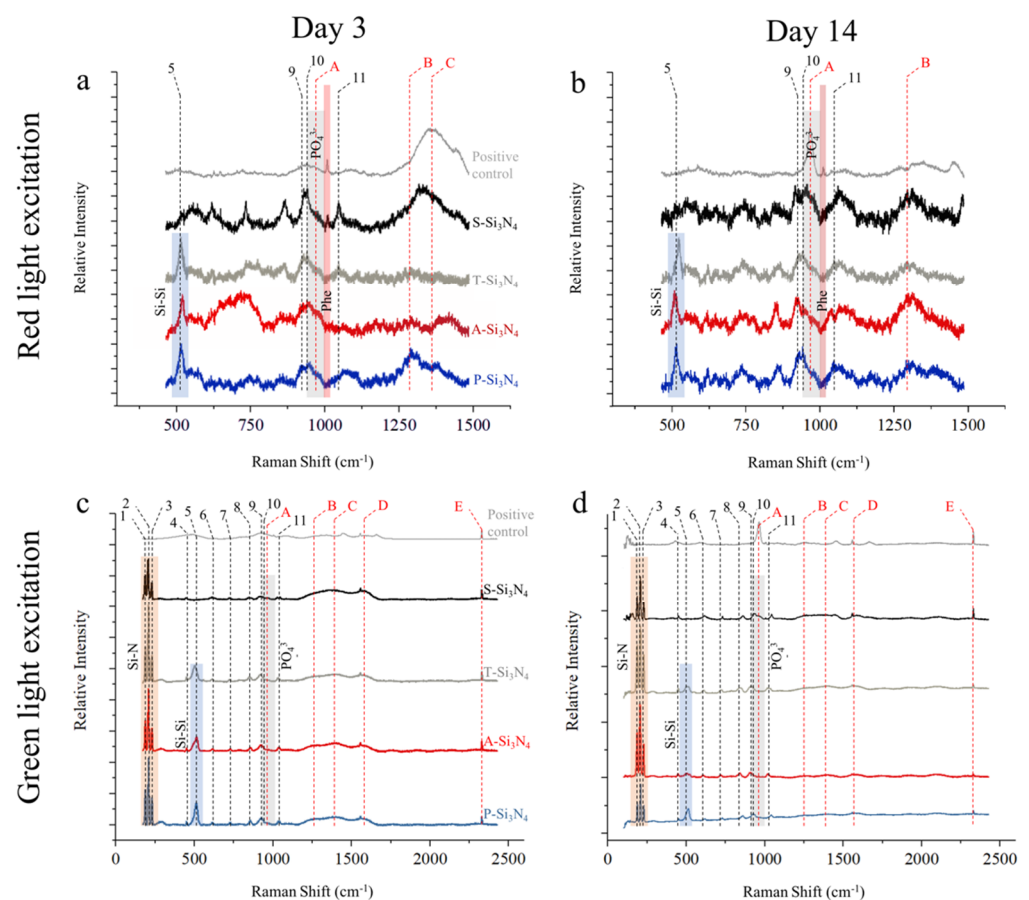 Day 3
Day 14
Red light excitation
Green light excitation
a
5
9
10
A
11
B
C
PO₄³⁻
Positive
control
S-Si₃N₄
T-Si₃N₄
A-Si₃N₄
P-Si₃N₄
Si-Si
Phe
Relative Intensity
500
750
1000
1250
1500
Raman Shift (cm⁻¹)
b
5
9
10
A
11
B
PO₄³⁻
Si-Si
Phe
Relative Intensity
500
1000
1500
Raman Shift (cm⁻¹)
c
1
2
3
4
5
6
7
8
9
10
A
11
B
C
D
E
Positive
control
S-Si₃N₄
T-Si₃N₄
A-Si₃N₄
P-Si₃N₄
Si-N
Si-Si
PO₄³⁻
Relative Intensity
0
500
1000
1500
2000
2500
Raman Shift (cm⁻¹)
d
1
2
3
4
5
6
7
8
9
10
A
11
B
C
D
E
Si-N
Si-Si
PO₄³⁻
Relative Intensity
0
500
1000
1500
2000
2500
Raman Shift (cm⁻¹)